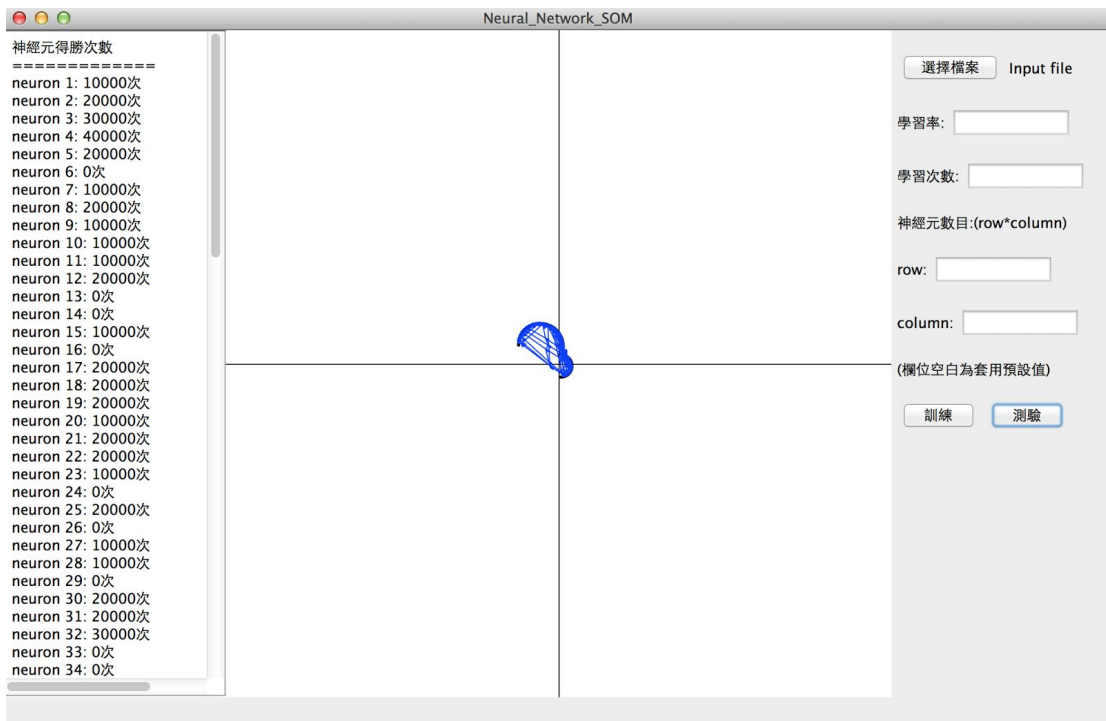 Neural_Network_SOM
神經元得勝次數
=============
neuron 1: 10000次
neuron 2: 20000次
neuron 3: 30000次
neuron 4: 40000次
neuron 5: 20000次
neuron 6: 0次
neuron 7: 10000次
neuron 8: 20000次
neuron 9: 10000次
neuron 10: 10000次
neuron 11: 10000次
neuron 12: 20000次
neuron 13: 0次
neuron 14: 0次
neuron 15: 10000次
neuron 16: 0次
neuron 17: 20000次
neuron 18: 20000次
neuron 19: 20000次
neuron 20: 10000次
neuron 21: 20000次
neuron 22: 20000次
neuron 23: 10000次
neuron 24: 0次
neuron 25: 20000次
neuron 26: 0次
neuron 27: 10000次
neuron 28: 10000次
neuron 29: 0次
neuron 30: 20000次
neuron 31: 20000次
neuron 32: 30000次
neuron 33: 0次
neuron 34: 0次
選擇檔案 Input file
學習率:
學習次數:
神經元數目:(row*column)
row:
column:
(欄位空白為套用預設值)
訓練 測驗